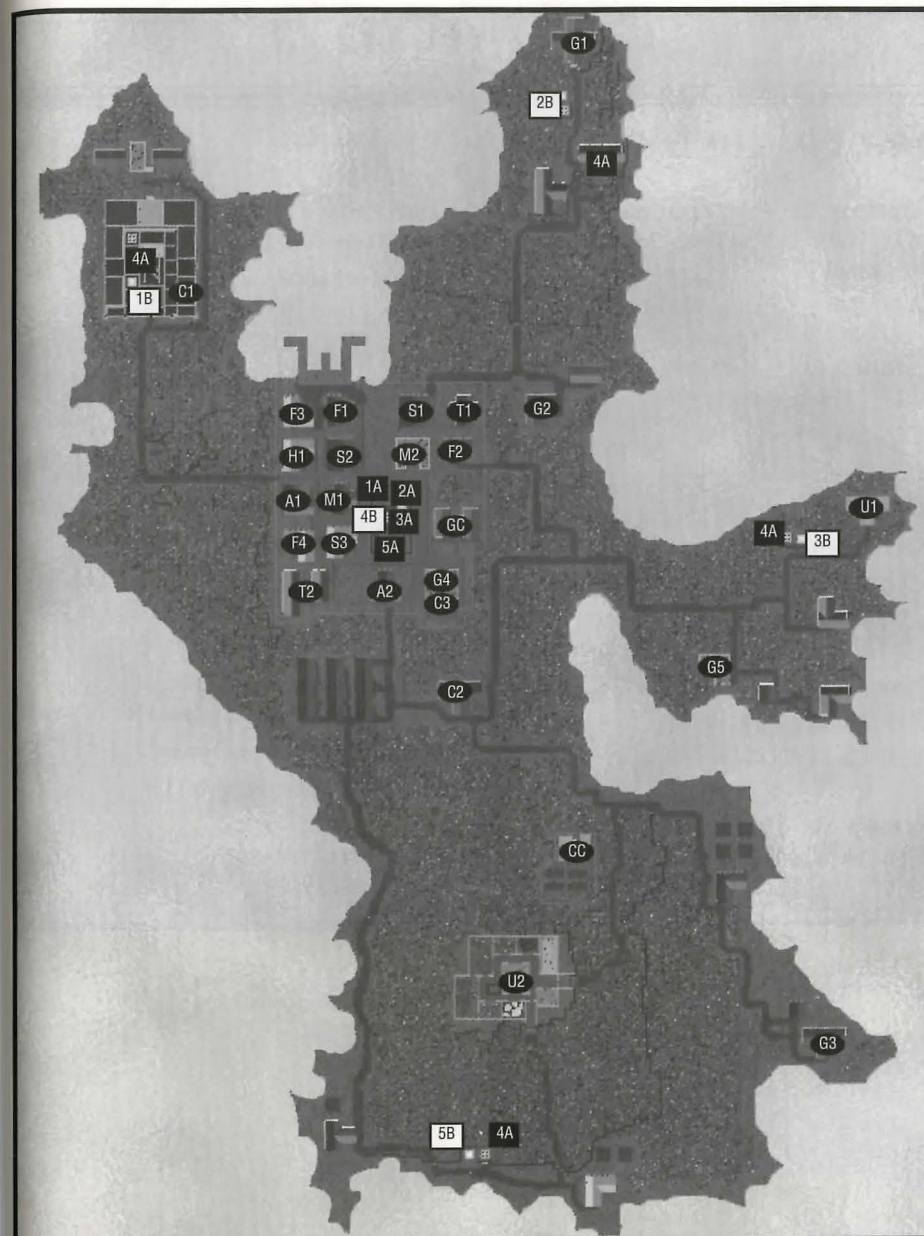 G1
2B
4A
4A
C1
1B
F3 F1 S1 T1 G2
H1 S2 M2 F2
1A 2A
A1 M1
4B 3A GC U1
F4 S3 5A 4A 3B
T2 A2 G4
C3
G5
C2
CC
U2
G3
5B 4A